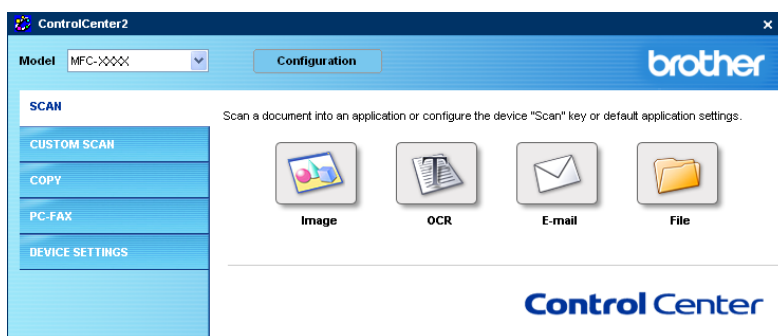 ControlCenter2
Model MFC-XXXX Configuration brother
SCAN
Scan a document into an application or configure the device "Scan" key or default application settings.
CUSTOM SCAN
COPY
PC-FAX
DEVICE SETTINGS
Image OCR E-mail File
Control Center